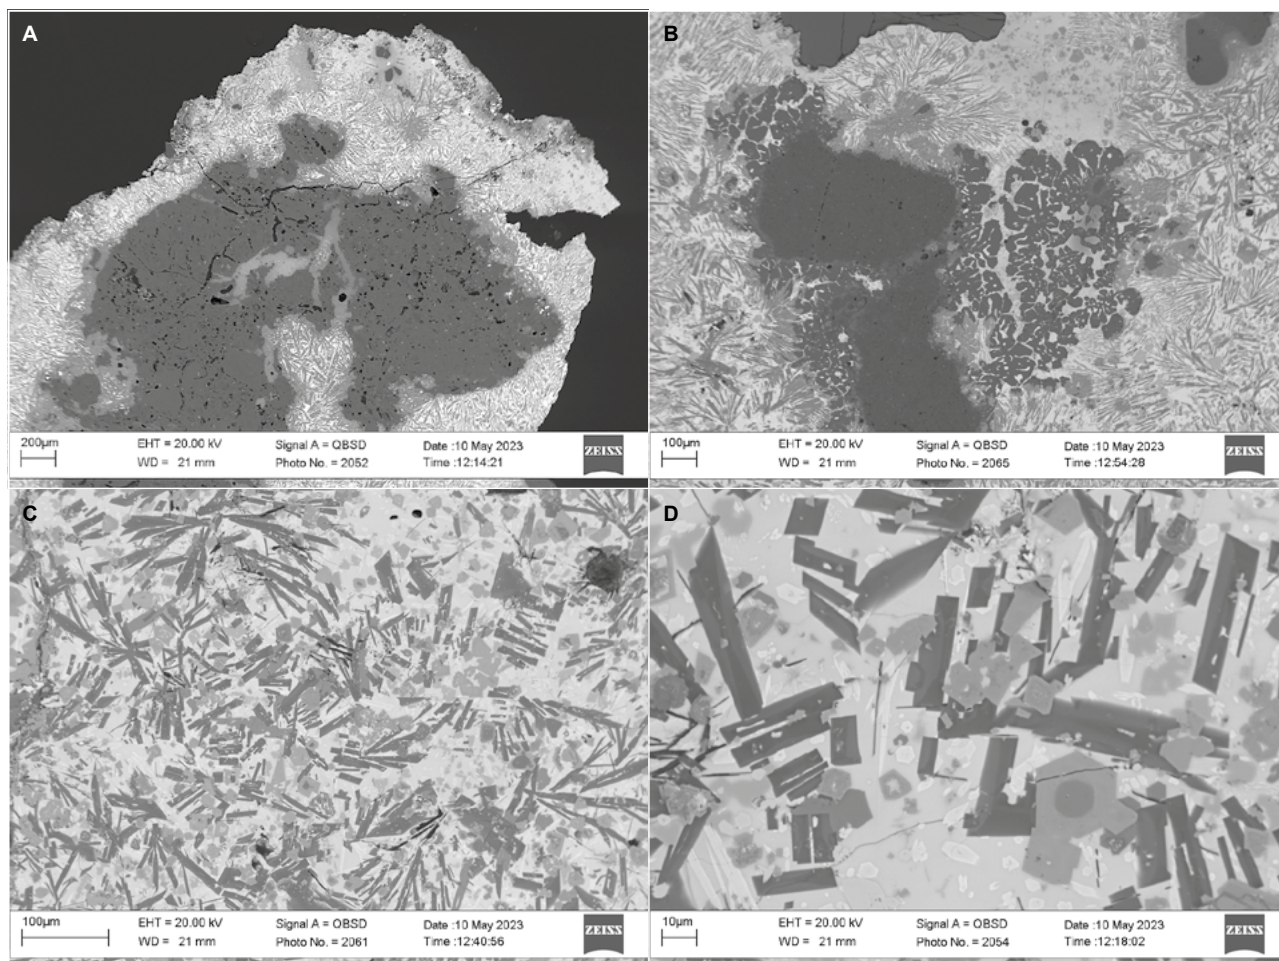 A
200µm
EHT = 20.00 kV
WD = 21 mm
Signal A = QBSD
Photo No. = 2052
Date :10 May 2023
Time :12:14:21
ZEISS
B
100µm
EHT = 20.00 kV
WD = 21 mm
Signal A = QBSD
Photo No. = 2065
Date :10 May 2023
Time :12:54:28
ZEISS
C
100µm
EHT = 20.00 kV
WD = 21 mm
Signal A = QBSD
Photo No. = 2061
Date :10 May 2023
Time :12:40:56
ZEISS
D
10µm
EHT = 20.00 kV
WD = 21 mm
Signal A = QBSD
Photo No. = 2054
Date :10 May 2023
Time :12:18:02
ZEISS